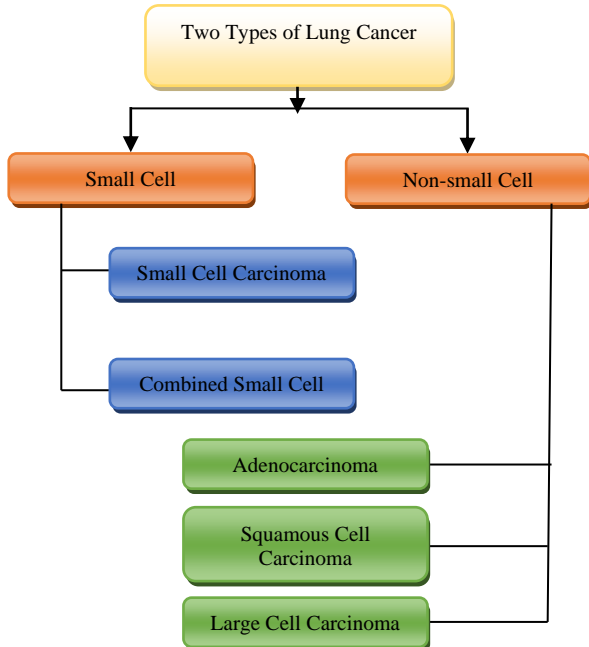 Two Types of Lung Cancer
Small Cell
Non-small Cell
Small Cell Carcinoma
Combined Small Cell
Adenocarcinoma
Squamous Cell
Carcinoma
Large Cell Carcinoma